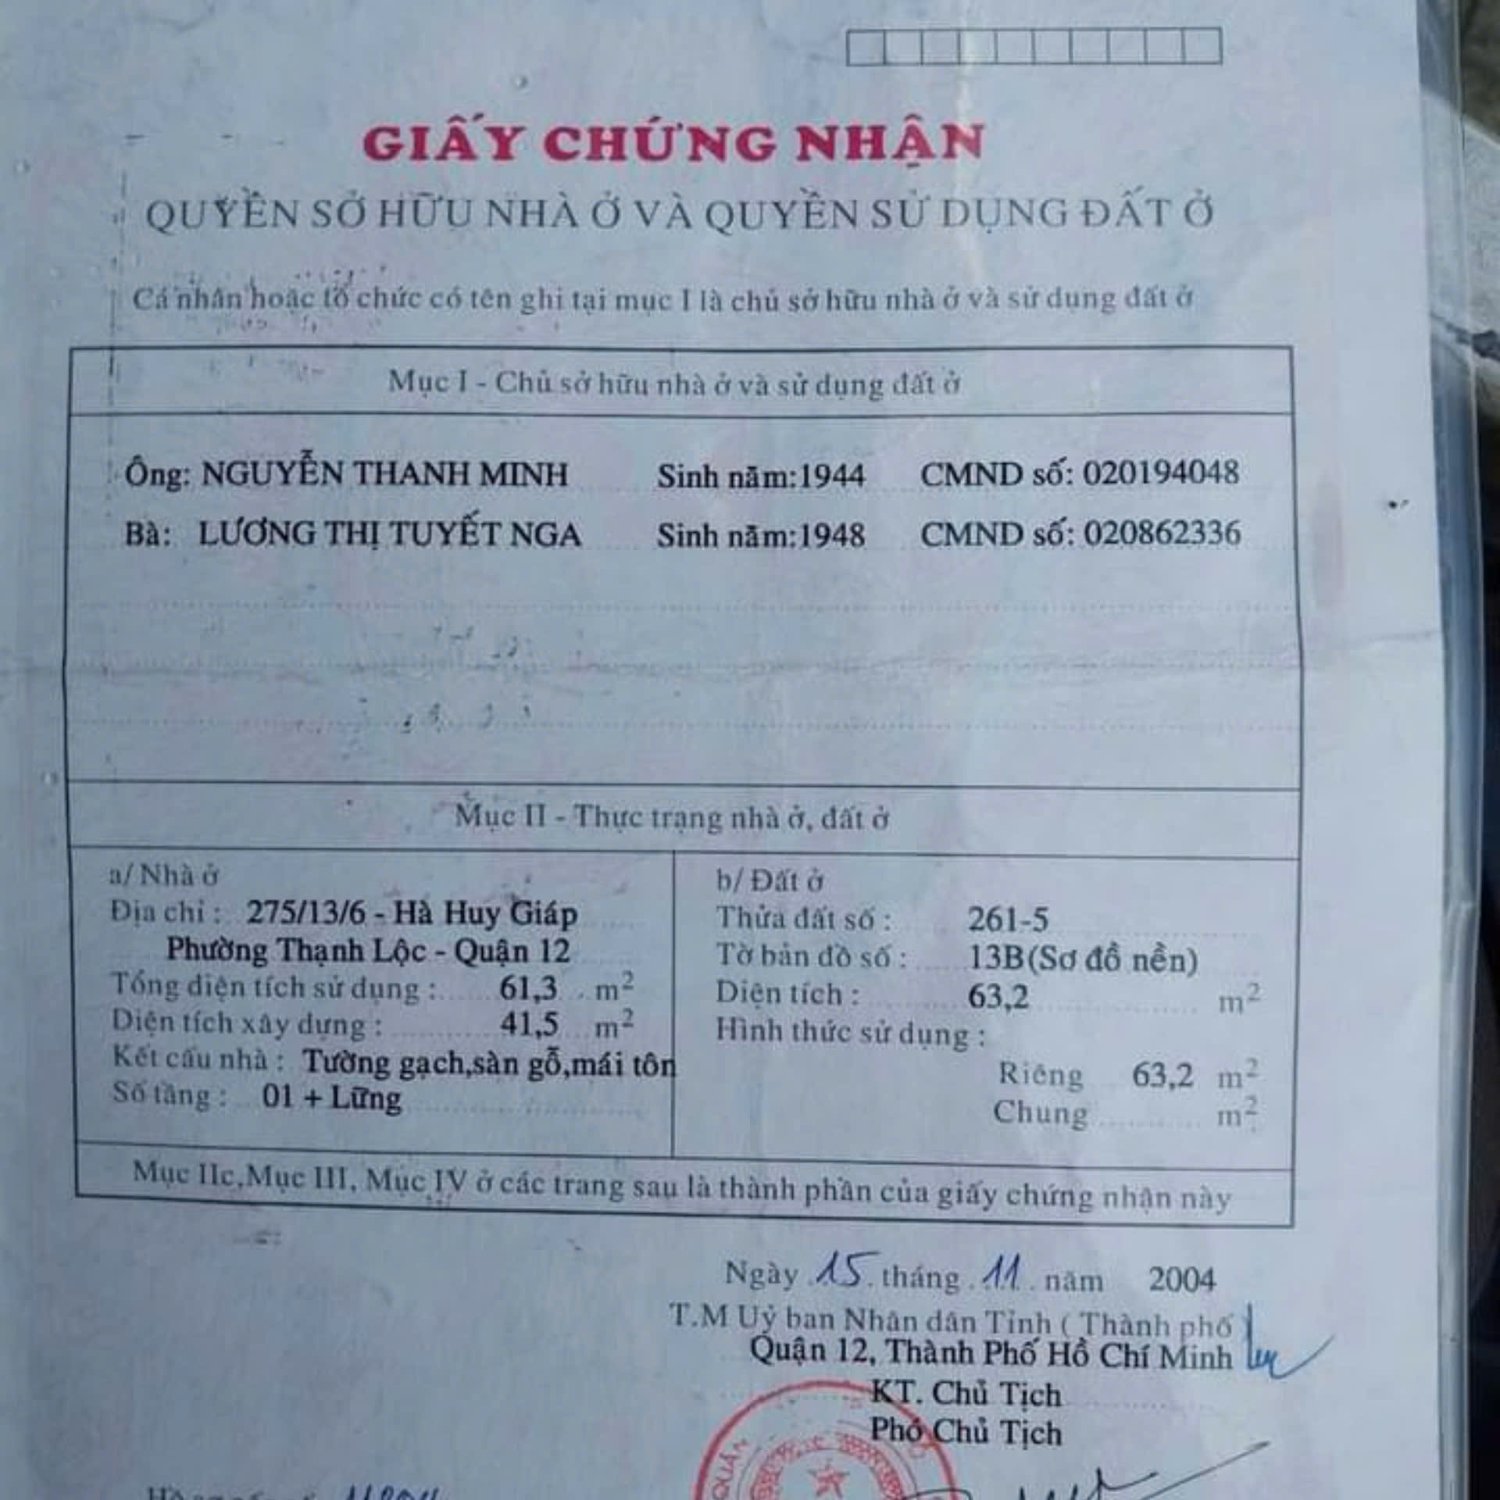 GIẤY CHỨNG NHẬN
QUYỀN SỞ HỮU NHÀ Ở VÀ QUYỀN SỬ DỤNG ĐẤT Ở
Cá nhân hoặc tổ chức có tên ghi tại mục I là chủ sở hữu nhà ở và sử dụng đất ở
Mục I - Chủ sở hữu nhà ở và sử dụng đất ở
Ông: NGUYỄN THANH MINH Sinh năm:1944 CMND số: 020194048
Bà: LƯƠNG THỊ TUYẾT NGA Sinh năm:1948 CMND số: 020862336
Mục II - Thực trạng nhà ở, đất ở
a/ Nhà ở
Địa chỉ : 275/13/6 - Hà Huy Giáp
Phường Thạnh Lộc - Quận 12
Tổng diện tích sử dụng : 61,3 m²
Diện tích xây dựng : 41,5 m²
Kết cấu nhà : Tường gạch,sàn gỗ,mái tôn
Số tầng : 01 + Lửng
b/ Đất ở
Thửa đất số : 261-5
Tờ bản đồ số : 13B(Sơ đồ nền)
Diện tích : 63,2 m²
Hình thức sử dụng :
Riêng 63,2 m²
Chung m²
Mục IIc,Mục III, Mục IV ở các trang sau là thành phần của giấy chứng nhận này
Ngày 15 tháng 11 năm 2004
T.M Uỷ ban Nhân dân Tỉnh ( Thành phố
Quận 12, Thành Phố Hồ Chí Minh
KT. Chủ Tịch
Phó Chủ Tịch
QUẬN